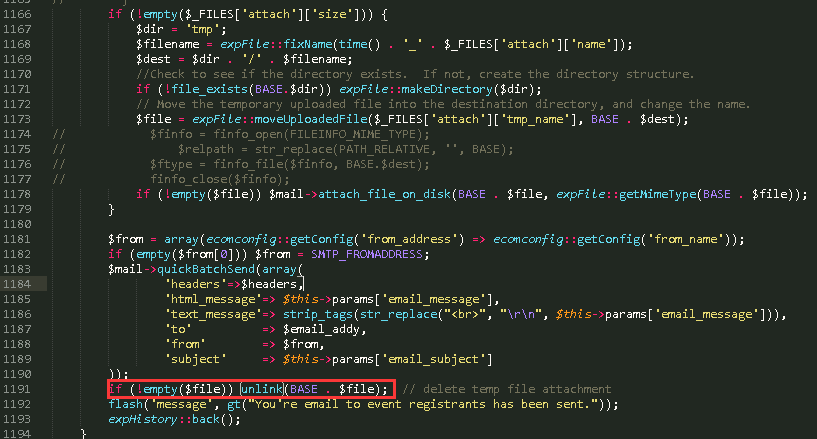 1165 //        }
1166 if (!empty($_FILES['attach']['size'])) {
1167 $dir = 'tmp';
1168 $filename = expFile::fixName(time() . '_' . $_FILES['attach']['name']);
1169 $dest = $dir . '/' . $filename;
1170 //Check to see if the directory exists.  If not, create the directory structure.
1171 if (!file_exists(BASE.$dir)) expFile::makeDirectory($dir);
1172 // Move the temporary uploaded file into the destination directory, and change the name.
1173 $file = expFile::moveUploadedFile($_FILES['attach']['tmp_name'], BASE . $dest);
1174 // $finfo = finfo_open(FILEINFO_MIME_TYPE);
1175 // $relpath = str_replace(PATH_RELATIVE, '', BASE);
1176 // $ftype = finfo_file($finfo, BASE.$dest);
1177 // finfo_close($finfo);
1178 if (!empty($file)) $mail->attach_file_on_disk(BASE . $file, expFile::getMimeType(BASE . $file));
1179 }
1180
1181 $from = array(ecomconfig::getConfig('from_address') => ecomconfig::getConfig('from_name'));
1182 if (empty($from[0])) $from = SMTP_FROMADDRESS;
1183 $mail->quickBatchSend(array(
1184 'headers'=>$headers,
1185 'html_message'=> $this->params['email_message'],
1186 'text_message'=> strip_tags(str_replace("<br>", "\r\n", $this->params['email_message'])),
1187 'to' => $email_addy,
1188 'from' => $from,
1189 'subject' => $this->params['email_subject']
1190 ));
1191 if (!empty($file)) unlink(BASE . $file); // delete temp file attachment
1192 flash('message', gt("You're email to event registrants has been sent."));
1193 expHistory::back();
1194 }